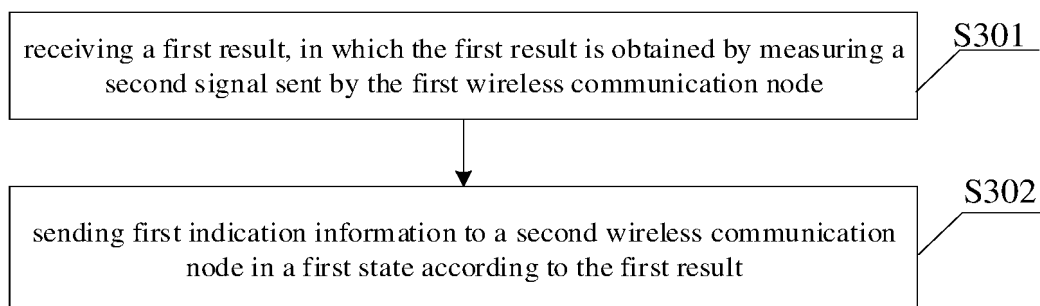 receiving a first result, in which the first result is obtained by measuring a
second signal sent by the first wireless communication node
S301
sending first indication information to a second wireless communication
node in a first state according to the first result
S302